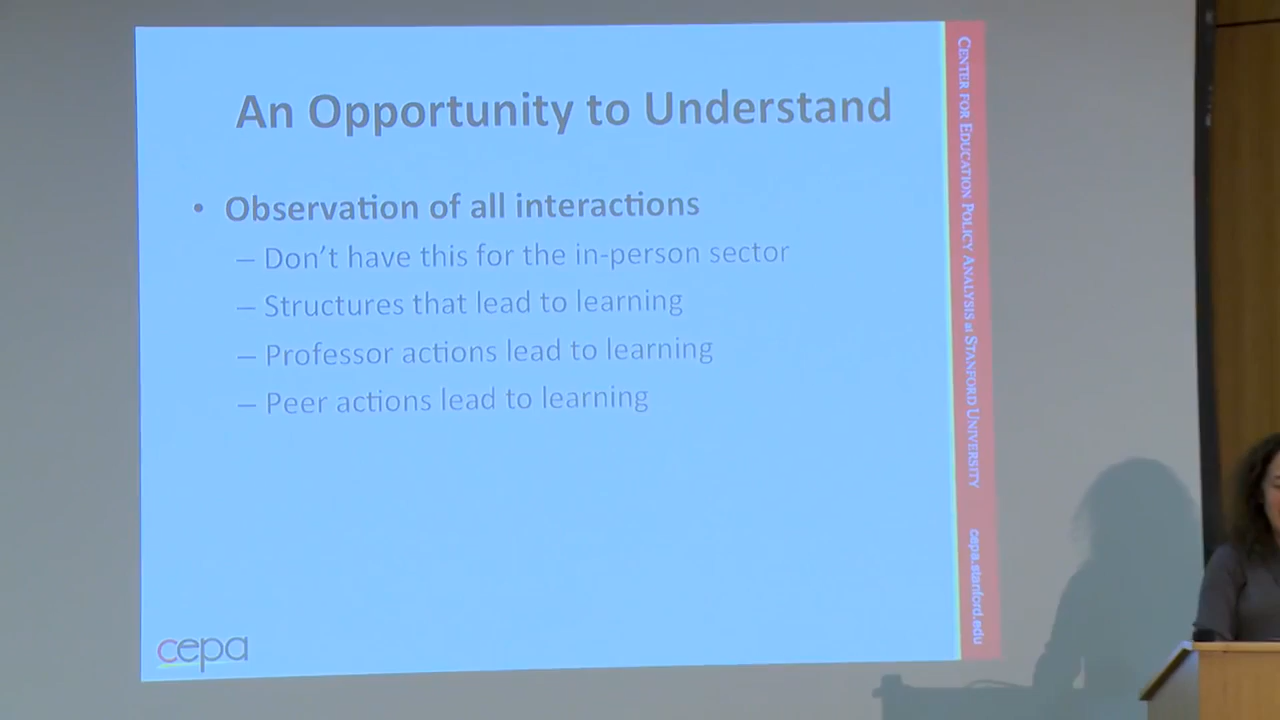 An Opportunity to Understand
• Observation of all interactions
– Don't have this for the in-person sector
– Structures that lead to learning
– Professor actions lead to learning
– Peer actions lead to learning
cepa
CENTER FOR EDUCATION POLICY ANALYSIS at STANFORD UNIVERSITY
cepa.stanford.edu